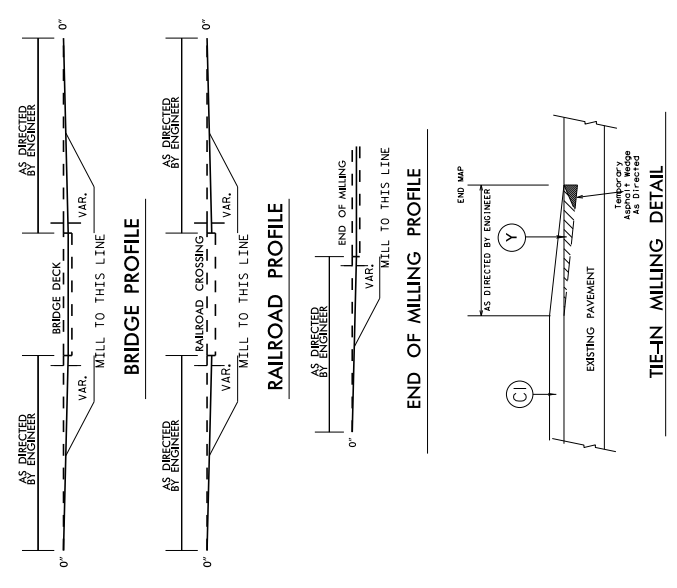 AS DIRECTED
BY ENGINEER
AS DIRECTED
BY ENGINEER
0"
BRIDGE DECK
0"
VAR.
VAR.
MILL TO THIS LINE
BRIDGE PROFILE
AS DIRECTED
BY ENGINEER
AS DIRECTED
BY ENGINEER
0"
RAILROAD CROSSING
0"
VAR.
VAR.
MILL TO THIS LINE
RAILROAD PROFILE
AS DIRECTED
BY ENGINEER
END OF MILLING
0"
VAR.
MILL TO THIS LINE
END OF MILLING PROFILE
END MAP
AS DIRECTED BY ENGINEER
C1
Y
EXISTING PAVEMENT
Temporary
Asphalt Wedge
As Directed
TIE-IN MILLING DETAIL